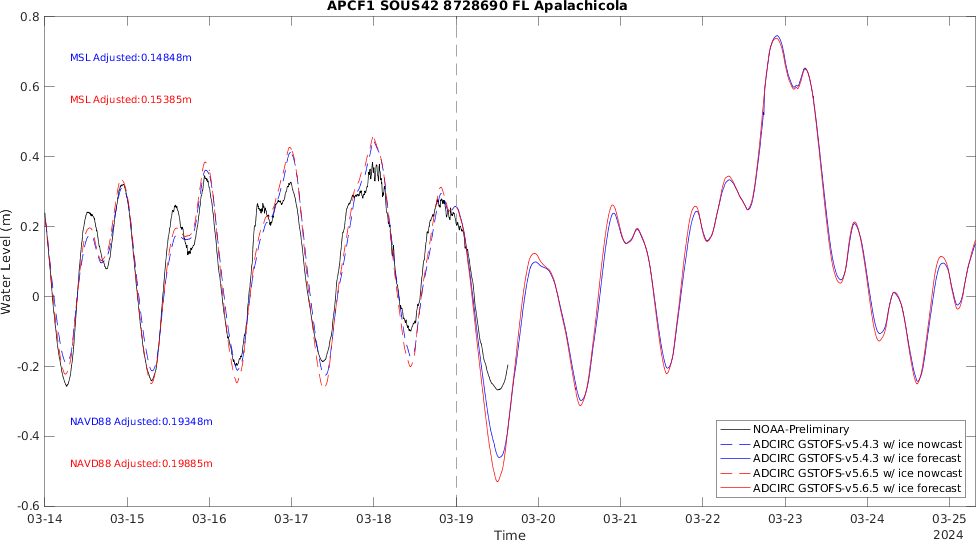 APCF1 SOUS42 8728690 FL Apalachicola
0.8
0.6
0.4
0.2
0
-0.2
-0.4
-0.6
Water Level (m)
MSL Adjusted:0.14848m
MSL Adjusted:0.15385m
NAVD88 Adjusted:0.19348m
NAVD88 Adjusted:0.19885m
NOAA-Preliminary
ADCIRC GSTOFS-v5.4.3 w/ ice nowcast
ADCIRC GSTOFS-v5.4.3 w/ ice forecast
ADCIRC GSTOFS-v5.6.5 w/ ice nowcast
ADCIRC GSTOFS-v5.6.5 w/ ice forecast
03-14 03-15 03-16 03-17 03-18 03-19 03-20 03-21 03-22 03-23 03-24 03-25
Time
2024